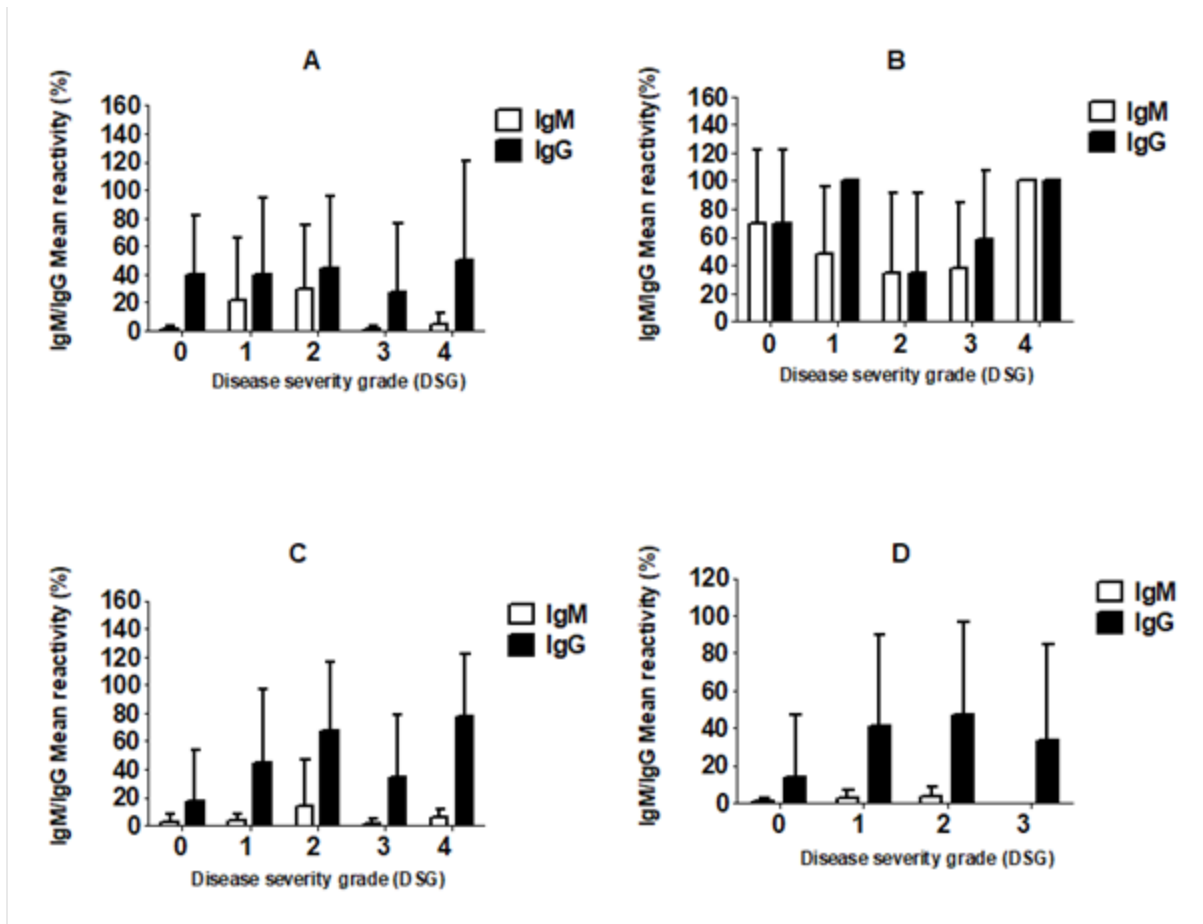 A
IgM/IgG Mean reactivity (%)
160
140
120
100
80
60
40
20
0
0 1 2 3 4
Disease severity grade (DSG)
IgM
IgG
B
IgM/IgG Mean reactivity(%)
160
140
120
100
80
60
40
20
0
0 1 2 3 4
Disease severity grade (DSG)
IgM
IgG
C
IgM/IgG Mean reactivity (%)
160
140
120
100
80
60
40
20
0
0 1 2 3 4
Disease severity grade (DSG)
IgM
IgG
D
IgM/IgG Mean reactivity (%)
120
100
80
60
40
20
0
0 1 2 3
Disease severity grade (DSG)
IgM
IgG